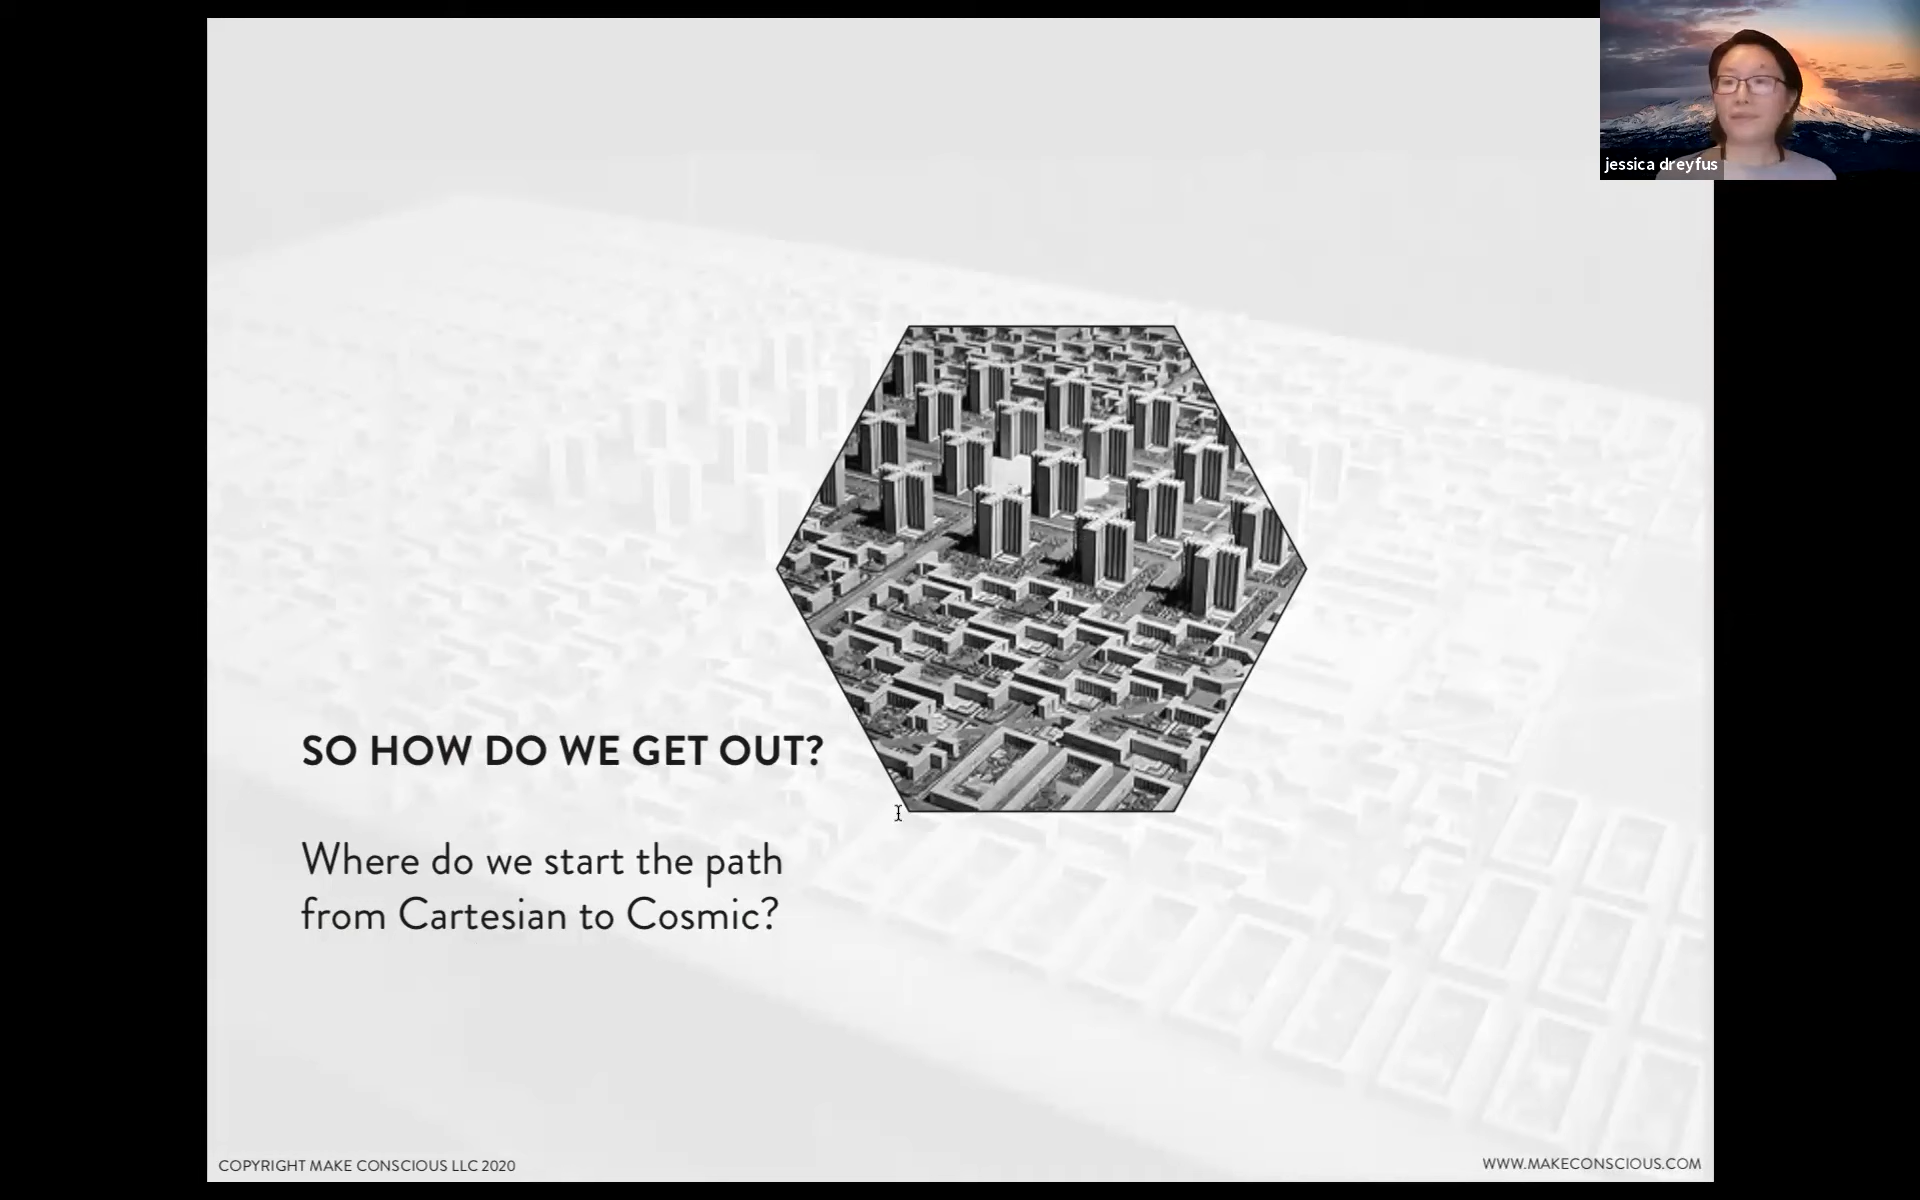 jessica dreyfus
SO HOW DO WE GET OUT?
Where do we start the path
from Cartesian to Cosmic?
COPYRIGHT MAKE CONSCIOUS LLC 2020
WWW.MAKECONSCIOUS.COM